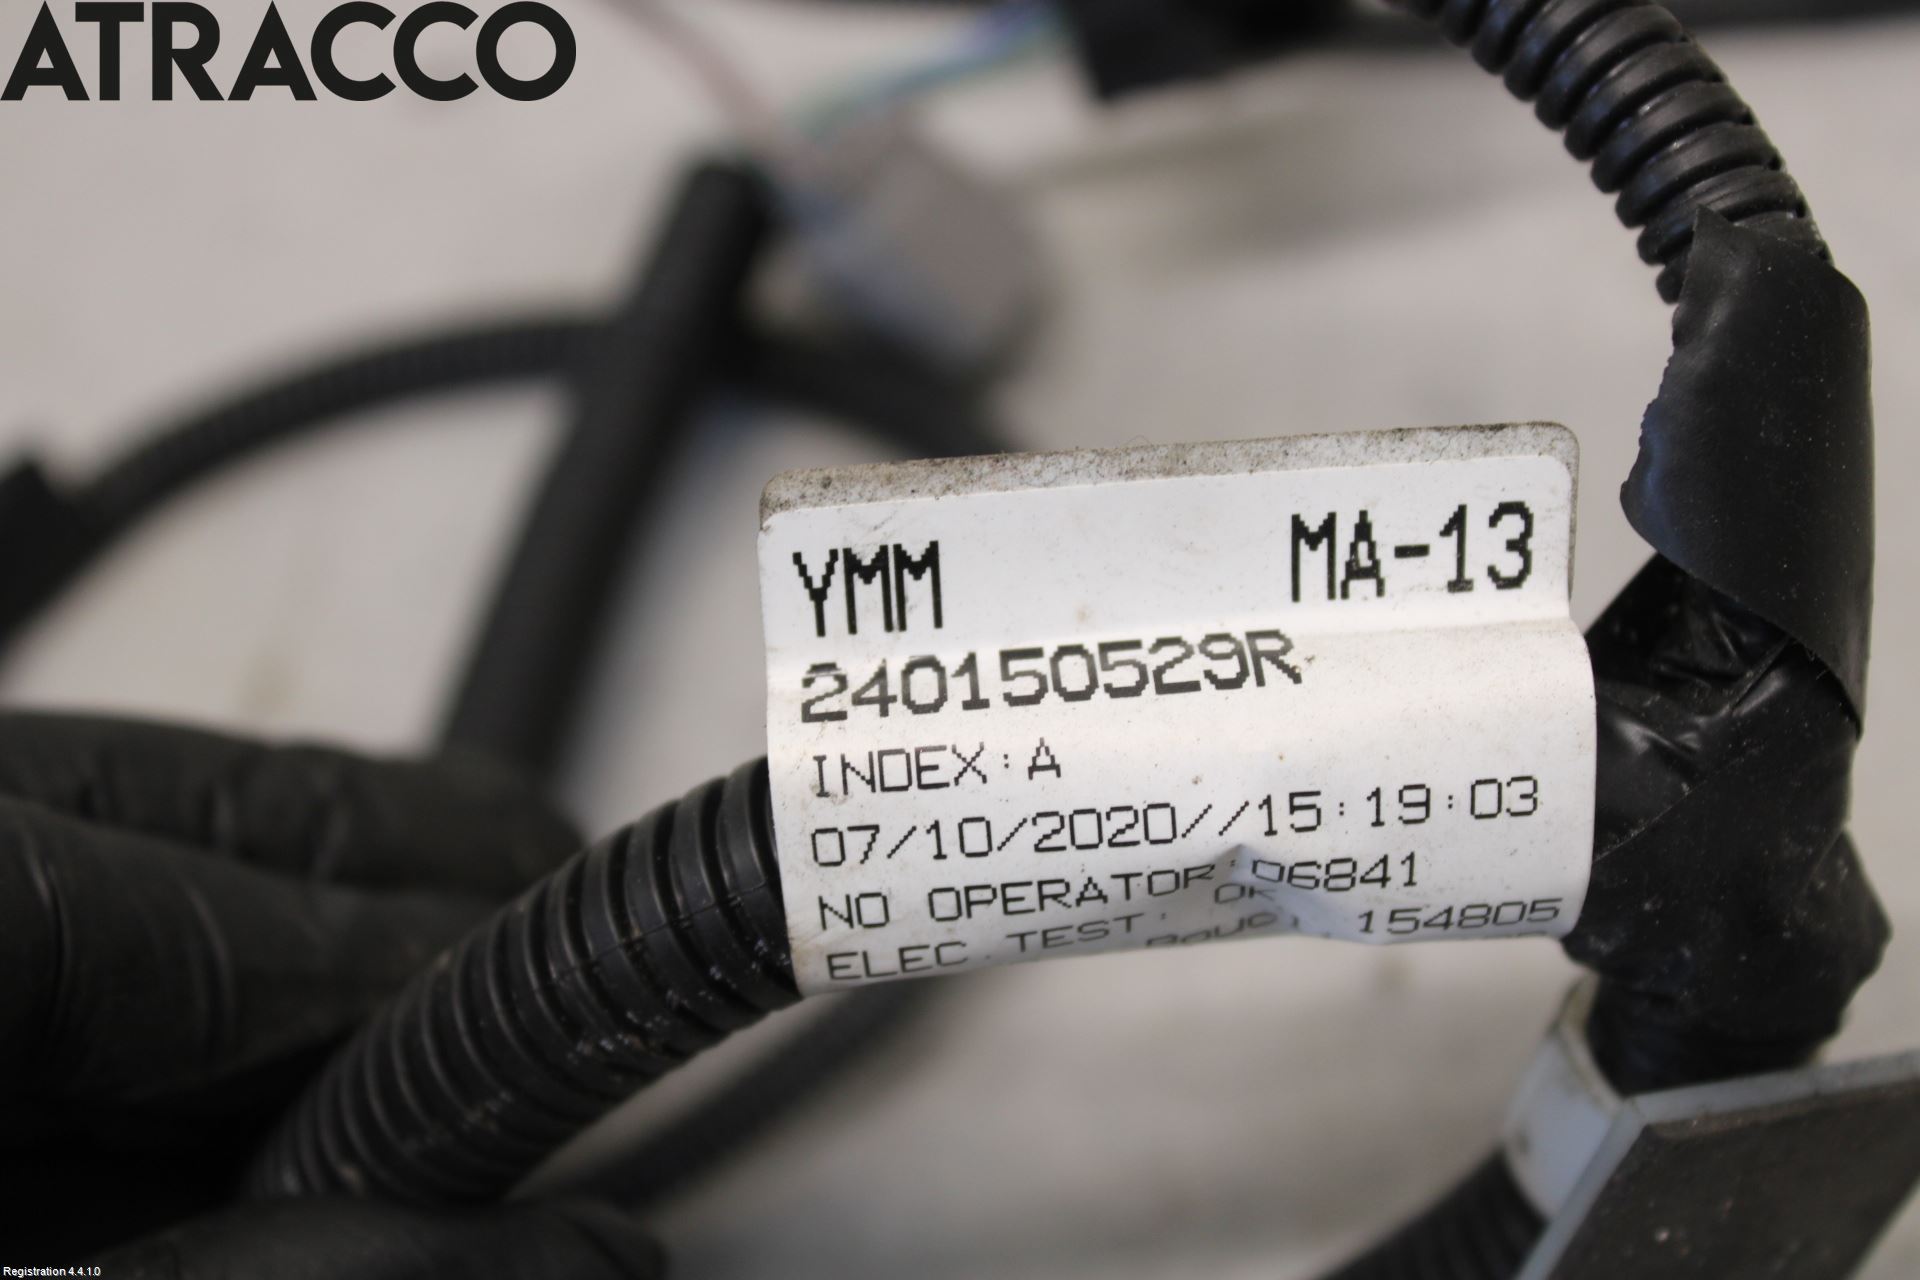 ATRACCO
YMM MA-13
240150529R
INDEX:A
07/10/2020//15:19:03
NO OPERATOR:06841
ELEC.TEST: OK
154805
Registration 4.4.1.0